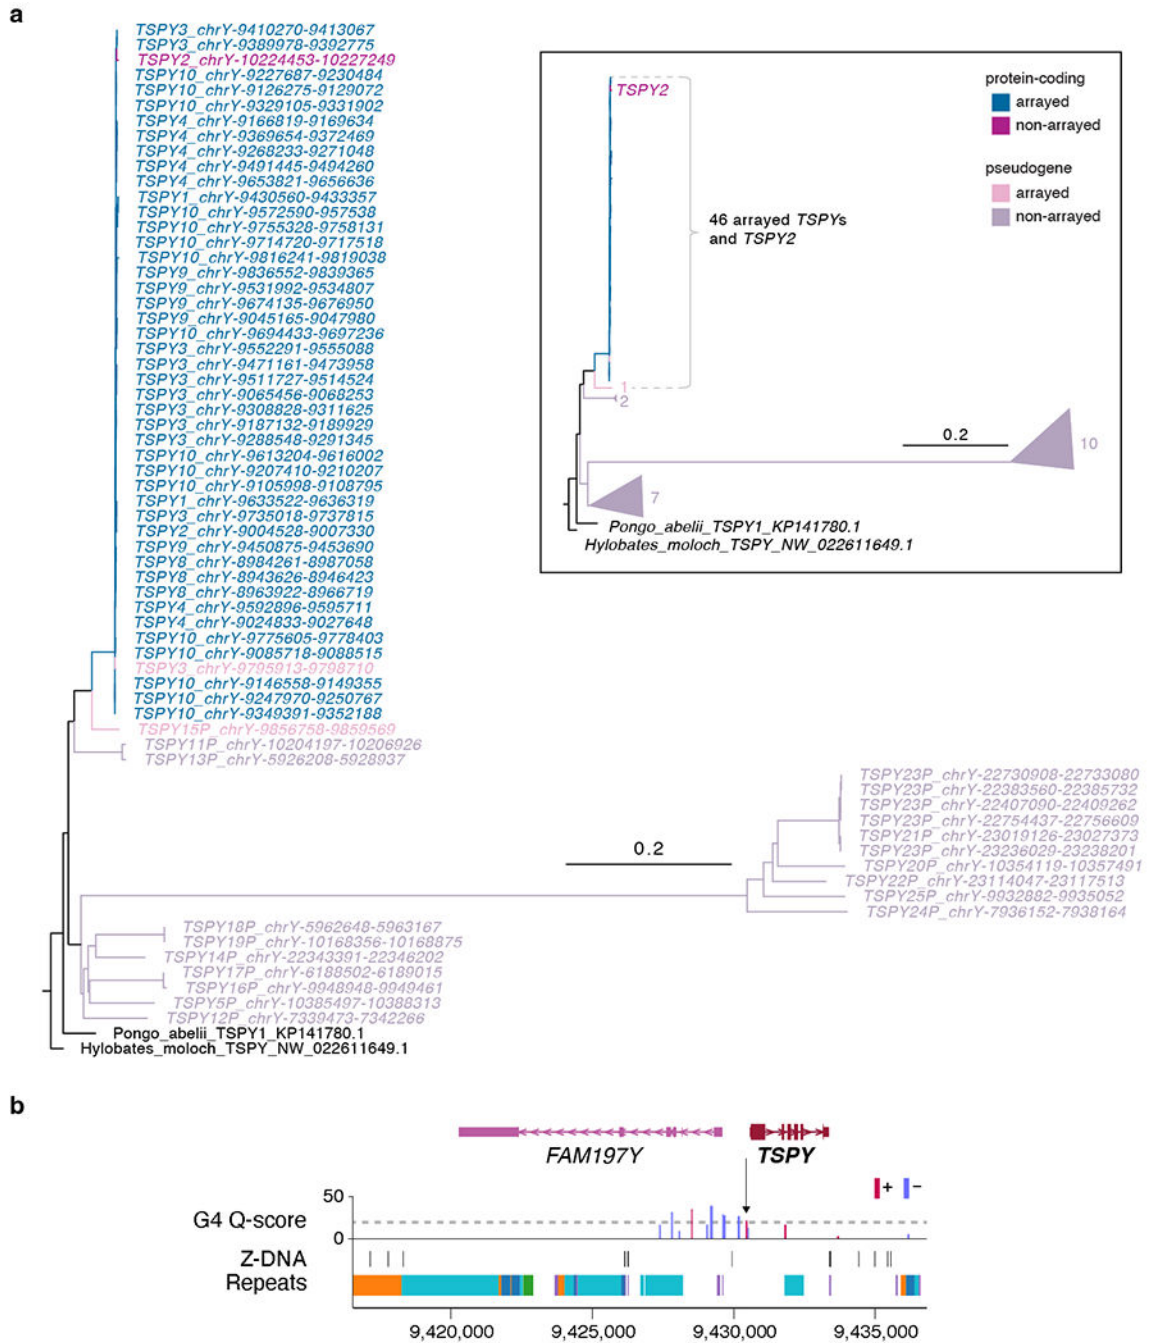 a
TSPY3_chrY-9410270-9413067
TSPY3_chrY-9389978-9392775
TSPY2_chrY-10224453-10227249
TSPY10_chrY-9227687-9230484
TSPY10_chrY-9126275-9129072
TSPY10_chrY-9329105-9331902
TSPY4_chrY-9166819-9169634
TSPY4_chrY-9369654-9372469
TSPY4_chrY-9268233-9271048
TSPY4_chrY-9491445-9494260
TSPY4_chrY-9653821-9656636
TSPY1_chrY-9430560-9433357
TSPY10_chrY-9572590-957538
TSPY10_chrY-9755328-9758131
TSPY10_chrY-9714720-9717518
TSPY10_chrY-9816241-9819038
TSPY9_chrY-9836552-9839365
TSPY9_chrY-9531992-9534807
TSPY9_chrY-9674135-9676950
TSPY9_chrY-9045165-9047980
TSPY10_chrY-9694433-9697236
TSPY3_chrY-9552291-9555088
TSPY3_chrY-9471161-9473958
TSPY3_chrY-9511727-9514524
TSPY3_chrY-9065456-9068253
TSPY3_chrY-9308828-9311625
TSPY3_chrY-9187132-9189929
TSPY3_chrY-9288548-9291345
TSPY10_chrY-9613204-9616002
TSPY10_chrY-9207410-9210207
TSPY10_chrY-9105998-9108795
TSPY1_chrY-9633522-9636319
TSPY3_chrY-9735018-9737815
TSPY2_chrY-9004528-9007330
TSPY9_chrY-9450875-9453690
TSPY8_chrY-8984261-8987058
TSPY8_chrY-8943626-8946423
TSPY8_chrY-8963922-8966719
TSPY4_chrY-9592896-9595711
TSPY4_chrY-9024833-9027648
TSPY10_chrY-9775605-9778403
TSPY10_chrY-9085718-9088515
TSPY3_chrY-9795913-9798710
TSPY10_chrY-9146558-9149355
TSPY10_chrY-9247970-9250767
TSPY10_chrY-9349391-9352188
TSPY15P_chrY-9856758-9859569
TSPY11P_chrY-10204197-10206926
TSPY13P_chrY-5926208-5928937
TSPY23P_chrY-22730908-22733080
TSPY23P_chrY-22383560-22385732
TSPY23P_chrY-22407090-22409262
TSPY23P_chrY-22754437-22756609
TSPY21P_chrY-23019126-23027373
TSPY23P_chrY-23236029-23238201
TSPY20P_chrY-10354119-10357491
TSPY22P_chrY-23114047-23117513
TSPY25P_chrY-9932882-9935052
TSPY24P_chrY-7936152-7938164
0.2
TSPY18P_chrY-5962648-5963167
TSPY19P_chrY-10168356-10168875
TSPY14P_chrY-22343391-22346202
TSPY17P_chrY-6188502-6189015
TSPY16P_chrY-9948948-9949461
TSPY5P_chrY-10385497-10388313
TSPY12P_chrY-7339473-7342266
Pongo_abelii_TSPY1_KP141780.1
Hylobates_moloch_TSPY_NW_022611649.1
TSPY2
protein-coding
arrayed
non-arrayed
pseudogene
arrayed
non-arrayed
46 arrayed TSPYs
and TSPY2
1
2
0.2
10
7
Pongo_abelii_TSPY1_KP141780.1
Hylobates_moloch_TSPY_NW_022611649.1
b
FAM197Y
TSPY
+ −
50
G4 Q-score
0
Z-DNA
Repeats
9,420,000 9,425,000 9,430,000 9,435,000